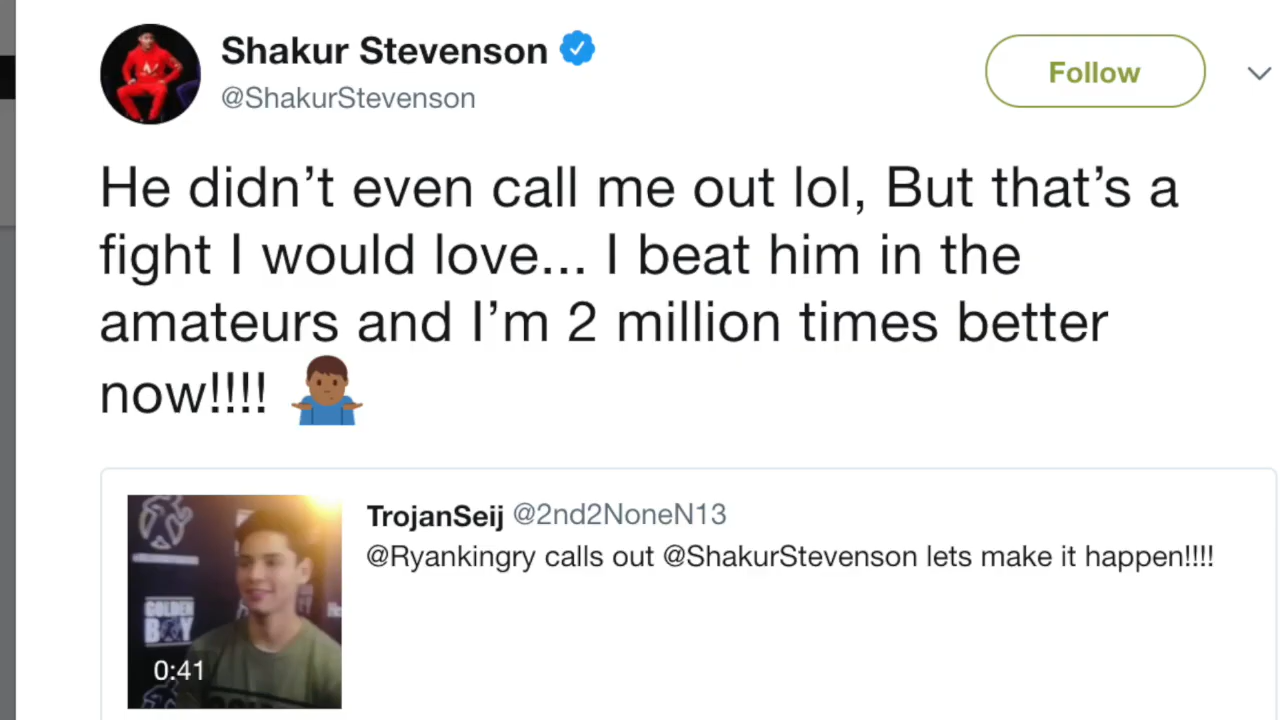 Shakur Stevenson
@ShakurStevenson
Follow
He didn’t even call me out lol, But that’s a
fight I would love... I beat him in the
amateurs and I’m 2 million times better
now!!!! 🤷🏾‍♂️
TrojanSeij @2nd2NoneN13
@Ryankingry calls out @ShakurStevenson lets make it happen!!!!
GOLDEN
BOY
0:41